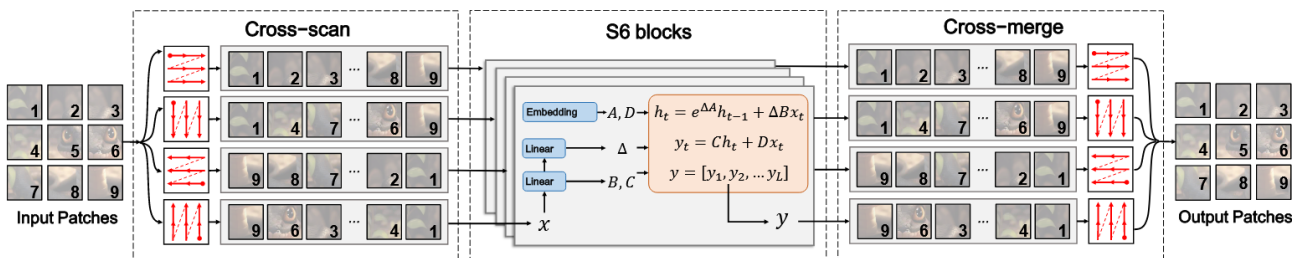 Cross-scan
S6 blocks
Cross-merge
1 2 3
4 5 6
7 8 9
Input Patches
1 2 3 ... 8 9
1 4 7 ... 6 9
9 8 7 ... 2 1
9 6 3 ... 4 1
Embedding
A, D
Linear
Δ
Linear
B, C
x
h_t = e^{ΔA}h_{t-1} + ΔBx_t
y_t = Ch_t + Dx_t
y = [y_1, y_2, ... y_L]
y
1 2 3 ... 8 9
1 4 7 ... 6 9
9 8 7 ... 2 1
9 6 3 ... 4 1
1 2 3
4 5 6
7 8 9
Output Patches